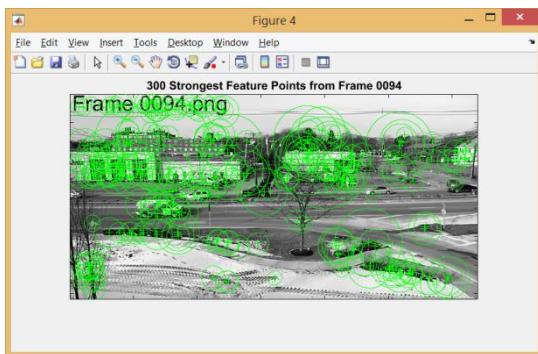 Figure 4
File Edit View Insert Tools Desktop Window Help
300 Strongest Feature Points from Frame 0094
Frame 0094.png